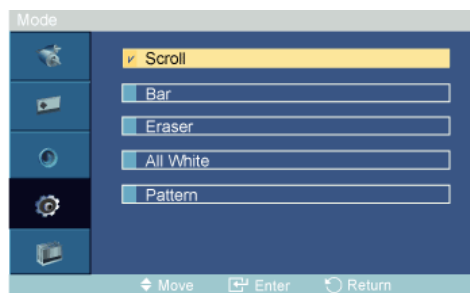 Mode
Scroll
Bar
Eraser
All White
Pattern
Move Enter Return